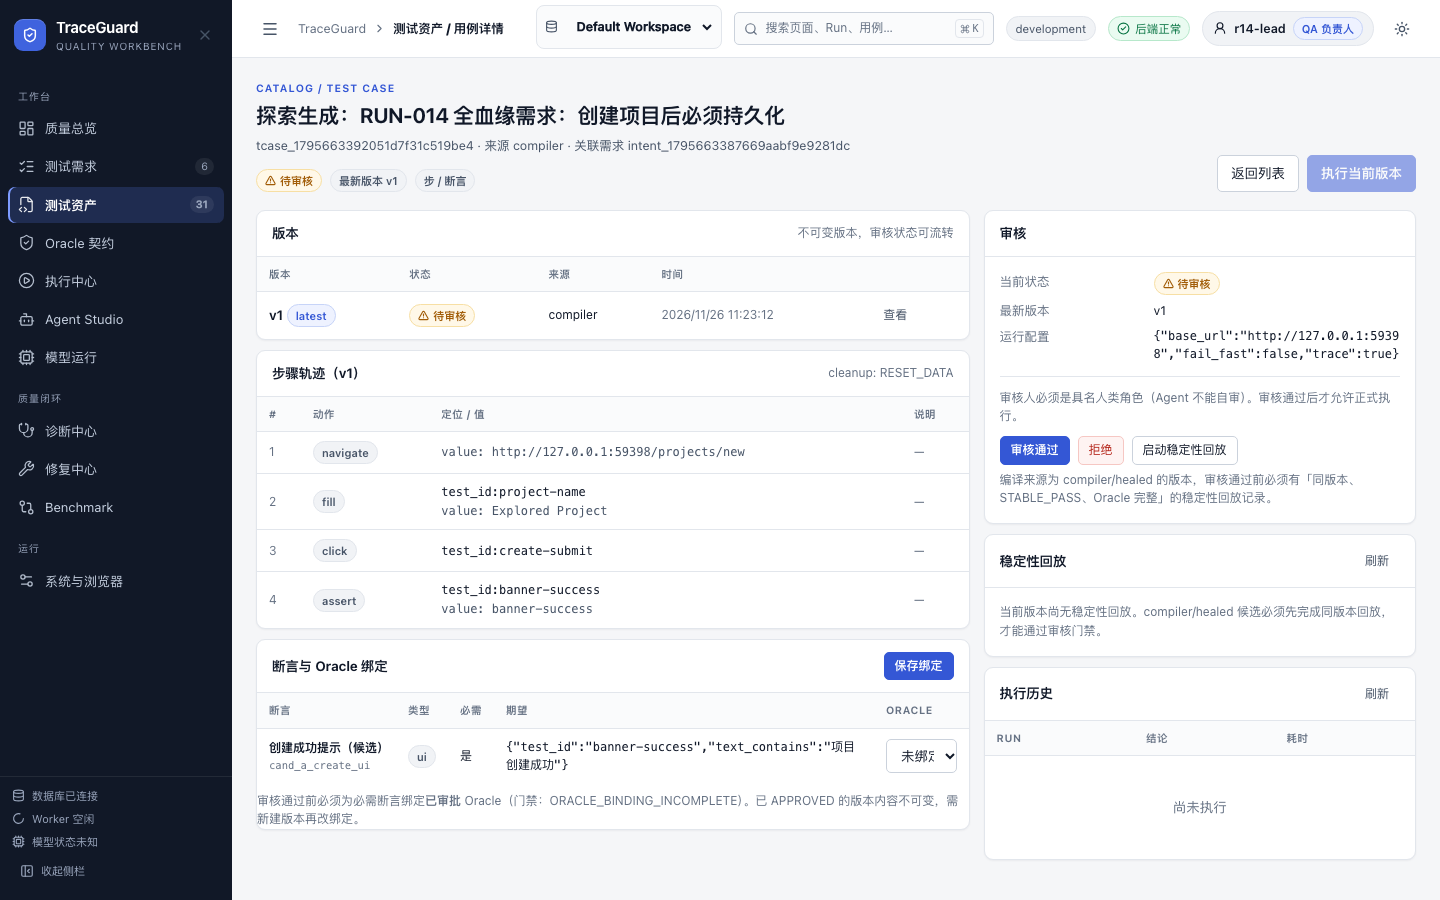 TraceGuard
QUALITY WORKBENCH
工作台
质量总览
测试需求 6
测试资产 31
Oracle 契约
执行中心
Agent Studio
模型运行
质量闭环
诊断中心
修复中心
Benchmark
运行
系统与浏览器
数据库已连接
Worker 空闲
模型状态未知
收起侧栏
TraceGuard > 测试资产 / 用例详情
Default Workspace
搜索页面、Run、用例… ⌘ K
development
后端正常
r14-lead QA 负责人
CATALOG / TEST CASE
探索生成：RUN-014 全血缘需求：创建项目后必须持久化
tcase_1795663392051d7f31c519be4 · 来源 compiler · 关联需求 intent_1795663387669aabf9e9281dc
待审核 最新版本 v1 步 / 断言
返回列表 执行当前版本
版本 不可变版本，审核状态可流转
版本 状态 来源 时间
v1 latest 待审核 compiler 2026/11/26 11:23:12 查看
步骤轨迹（v1） cleanup: RESET_DATA
# 动作 定位 / 值 说明
1 navigate value: http://127.0.0.1:59398/projects/new —
2 fill test_id:project-name —
value: Explored Project
3 click test_id:create-submit —
4 assert test_id:banner-success —
value: banner-success
断言与 Oracle 绑定 保存绑定
断言 类型 必需 期望 ORACLE
创建成功提示（候选） ui 是 {"test_id":"banner-success","text_contains":"项目
cand_a_create_ui 创建成功"} 未绑定
审核通过前必须为必需断言绑定已审批 Oracle（门禁：ORACLE_BINDING_INCOMPLETE）。已 APPROVED 的版本内容不可变，需
新建版本再改绑定。
审核
当前状态 待审核
最新版本 v1
运行配置 {"base_url":"http://127.0.0.1:5939
8","fail_fast":false,"trace":true}
审核人必须是具名人类角色（Agent 不能自审）。审核通过后才允许正式执
行。
审核通过 拒绝 启动稳定性回放
编译来源为 compiler/healed 的版本，审核通过前必须有「同版本、
STABLE_PASS、Oracle 完整」的稳定性回放记录。
稳定性回放 刷新
当前版本尚无稳定性回放。compiler/healed 候选必须先完成同版本回放，
才能通过审核门禁。
执行历史 刷新
RUN 结论 耗时
尚未执行